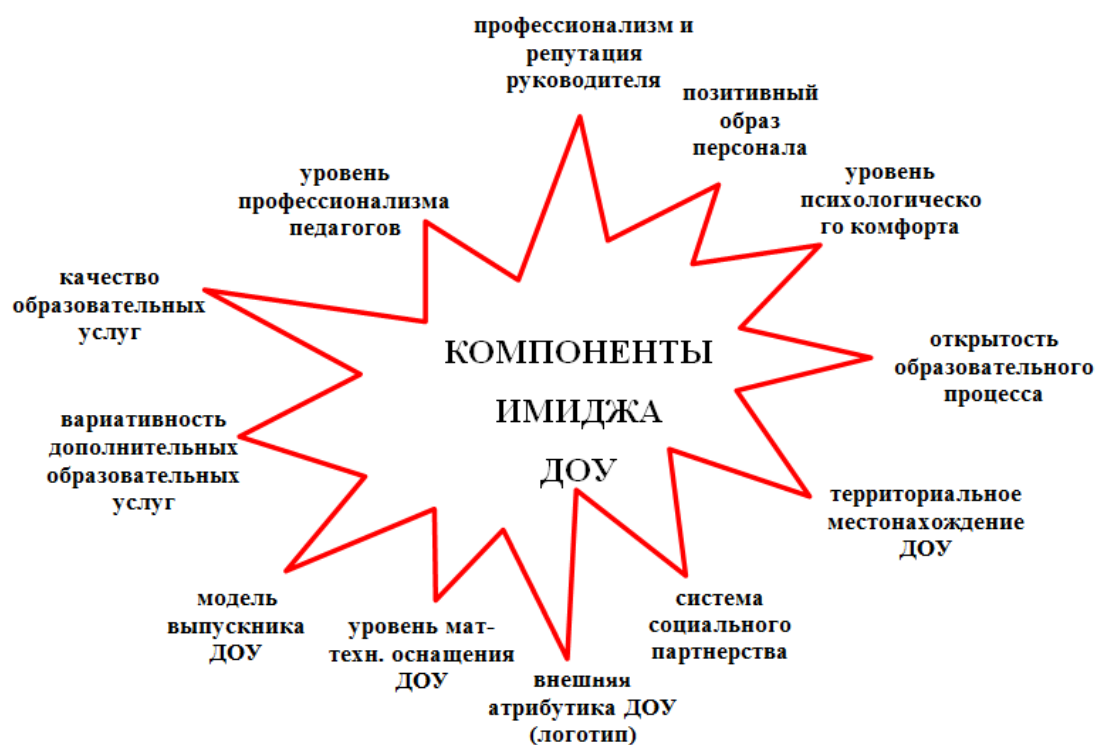 профессионализм и
репутация
руководителя
позитивный
образ
персонала
уровень
психологическо
го комфорта
открытость
образовательного
процесса
территориальное
местонахождение
ДОУ
система
социального
партнерства
внешняя
атрибутика ДОУ
(логотип)
уровень мат-
техн. оснащения
ДОУ
модель
выпускника
ДОУ
вариативность
дополнительных
образовательных
услуг
качество
образовательных
услуг
уровень
профессионализма
педагогов
КОМПОНЕНТЫ
ИМИДЖА
ДОУ